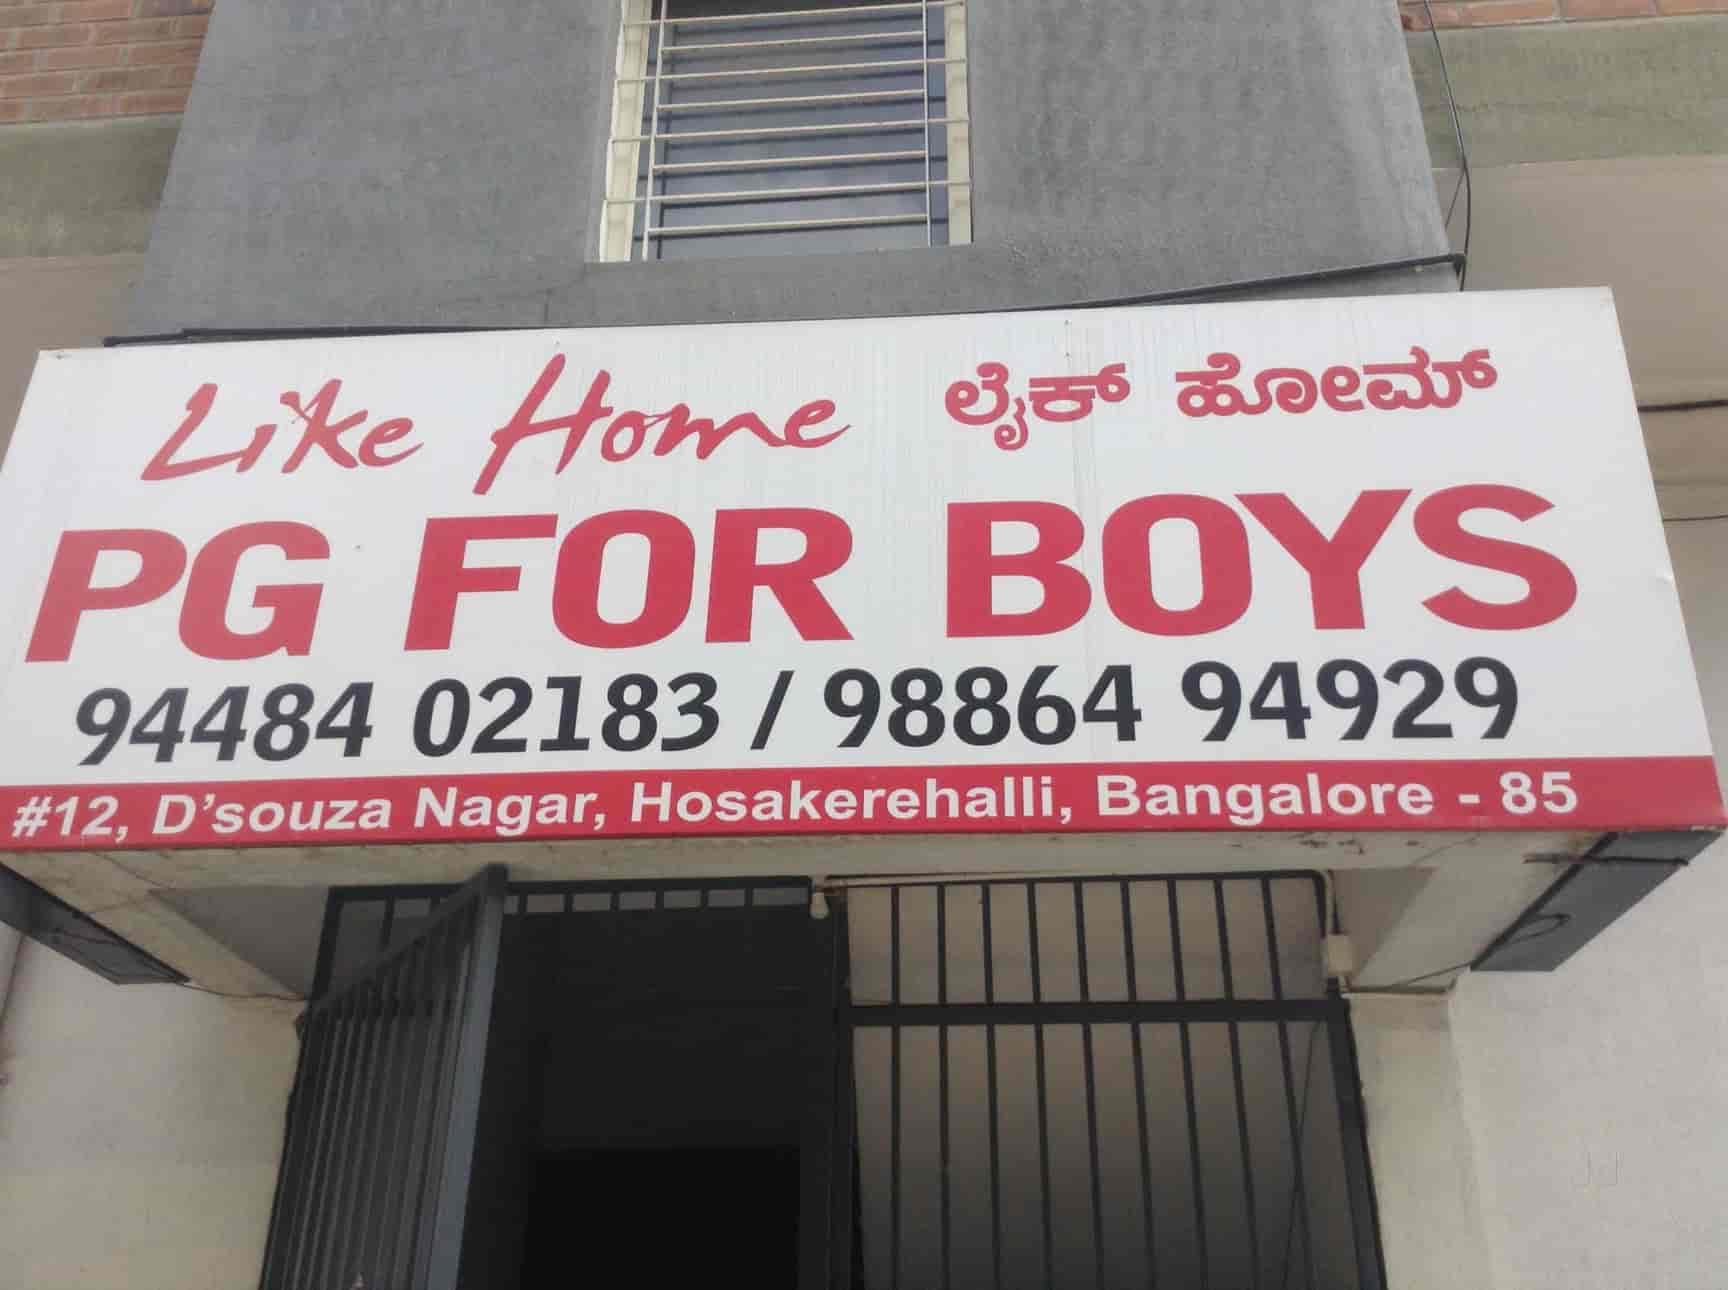 Like Home ಲೈಕ್ ಹೋಮ್
PG FOR BOYS
94484 02183 / 98864 94929
#12, D'souza Nagar, Hosakerehalli, Bangalore - 85